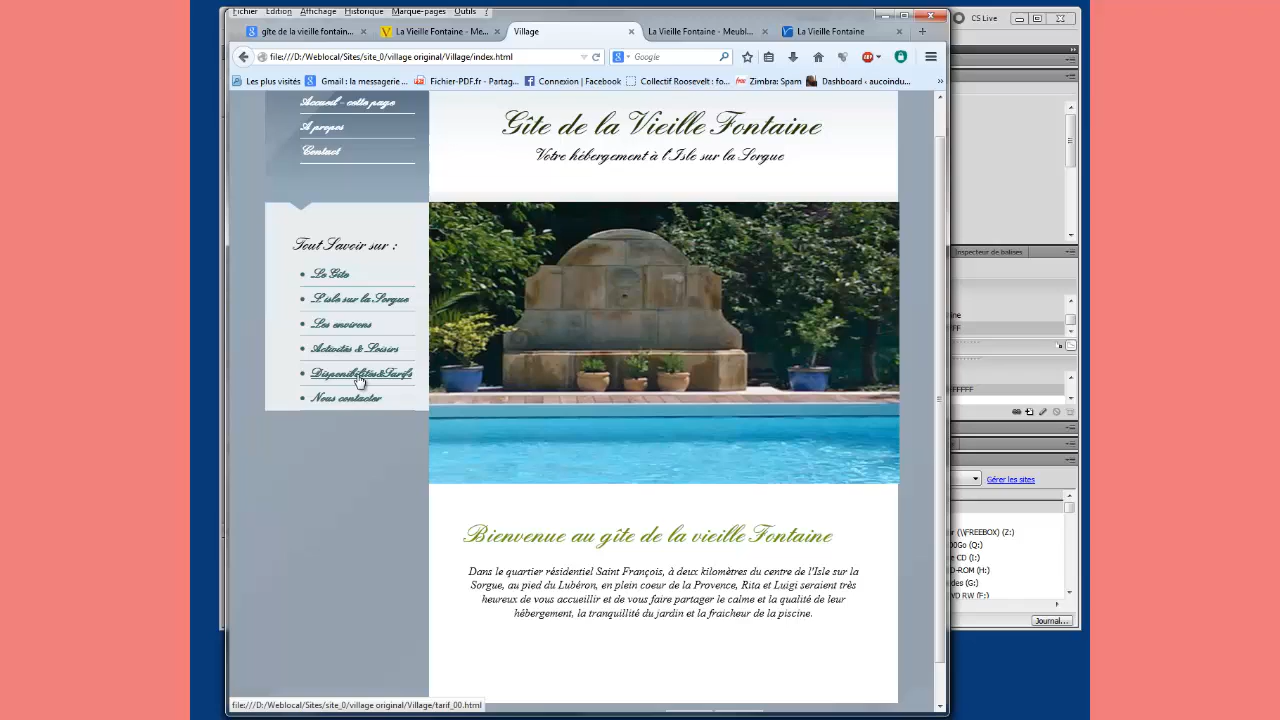 Fichier Edition Affichage Historique Marque-pages Outils ?
CS Live
gîte de la vieille fontain...
La Vieille Fontaine - Me...
Village
La Vieille Fontaine - Meubl...
La Vieille Fontaine
file:///D:/Weblocal/Sites/site_0/village original/Village/index.html
Google
Les plus visités
Gmail : la messagerie ...
Fichier-PDF.fr - Partag...
Connexion | Facebook
Collectif Roosevelt : fo...
Zimbra: Spam
Dashboard ‹ aucoindu...
Accueil - cette page
A propos
Contact
Gîte de la Vieille Fontaine
Votre hébergement à l'Isle sur la Sorgue
Tout Savoir sur :
Le Gîte
L'isle sur la Sorgue
Les environs
Activités & Loisirs
Disponibilités&Tarifs
Nous contacter
Inspecteur de balises
Gérer les sites
(\\FREEBOX) (Z:)
00Go (Q:)
CD (I:)
D-ROM (H:)
(G:)
RW (F:)
Journal...
Bienvenue au gîte de la vieille Fontaine
Dans le quartier résidentiel Saint François, à deux kilomètres du centre de l'Isle sur la
Sorgue, au pied du Lubéron, en plein coeur de la Provence, Rita et Luigi seraient très
heureux de vous accueillir et de vous faire partager le calme et la qualité de leur
hébergement, la tranquillité du jardin et la fraicheur de la piscine.
file:///D:/Weblocal/Sites/site_0/village original/Village/tarif_00.html